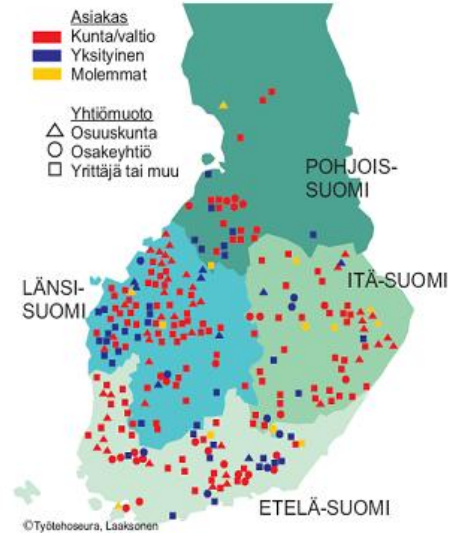 Asiakas
Kunta/valtio
Yksityinen
Molemmat
Yhtiömuoto
Osuuskunta
Osakeyhtiö
Yrittäjä tai muu
POHJOIS-
SUOMI
LÄNSI-
SUOMI
ITÄ-SUOMI
ETELÄ-SUOMI
©Työtehoseura, Laaksonen